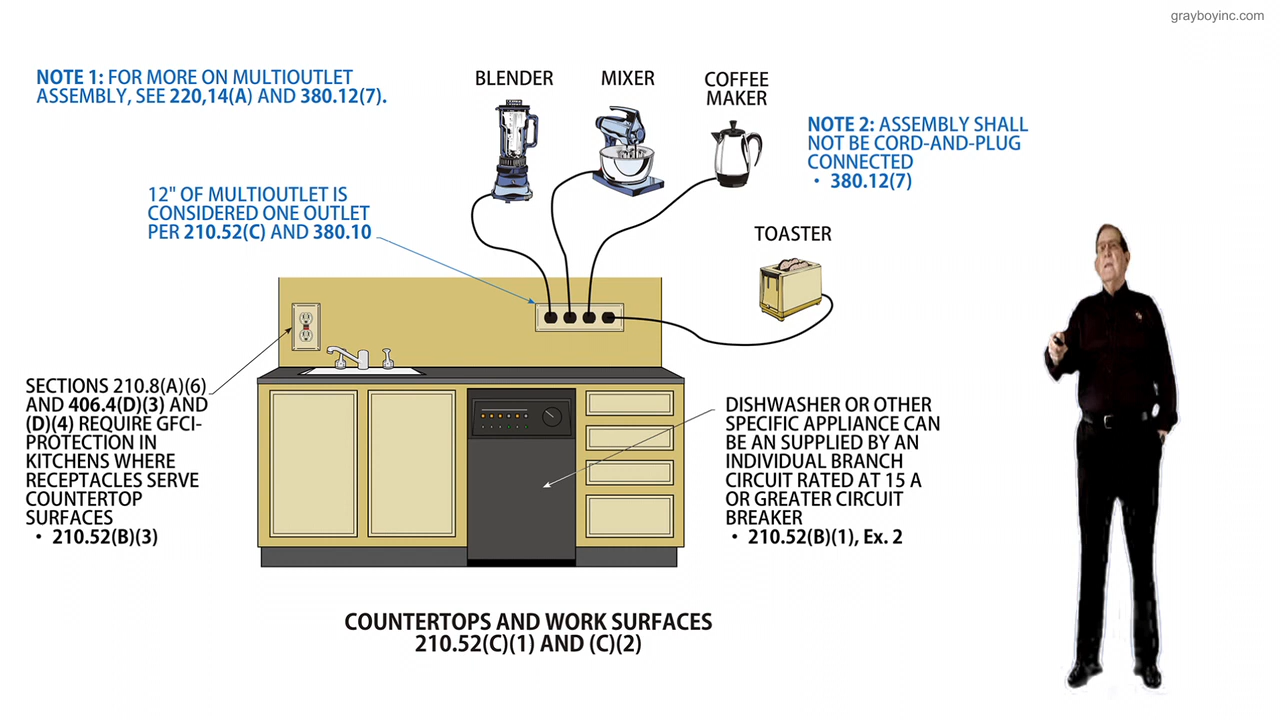 grayboyinc.com
NOTE 1: FOR MORE ON MULTIOUTLET
ASSEMBLY, SEE 220,14(A) AND 380.12(7).
BLENDER
MIXER
COFFEE
MAKER
NOTE 2: ASSEMBLY SHALL
NOT BE CORD-AND-PLUG
CONNECTED
• 380.12(7)
12" OF MULTIOUTLET IS
CONSIDERED ONE OUTLET
PER 210.52(C) AND 380.10
TOASTER
SECTIONS 210.8(A)(6)
AND 406.4(D)(3) AND
(D)(4) REQUIRE GFCI-
PROTECTION IN
KITCHENS WHERE
RECEPTACLES SERVE
COUNTERTOP
SURFACES
• 210.52(B)(3)
DISHWASHER OR OTHER
SPECIFIC APPLIANCE CAN
BE AN SUPPLIED BY AN
INDIVIDUAL BRANCH
CIRCUIT RATED AT 15 A
OR GREATER CIRCUIT
BREAKER
• 210.52(B)(1), Ex. 2
COUNTERTOPS AND WORK SURFACES
210.52(C)(1) AND (C)(2)